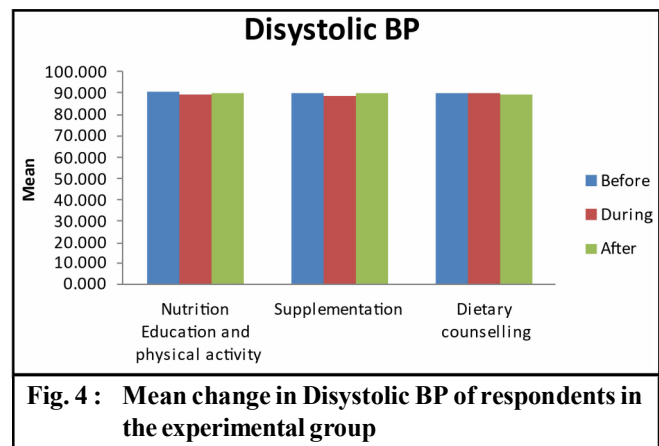 Disystolic BP
100.000
90.000
80.000
70.000
60.000
50.000
40.000
30.000
20.000
10.000
0.000
Mean
Nutrition
Education and
physical activity
Supplementation
Dietary
counselling
Before
During
After
Fig. 4 : Mean change in Disystolic BP of respondents in
the experimental group